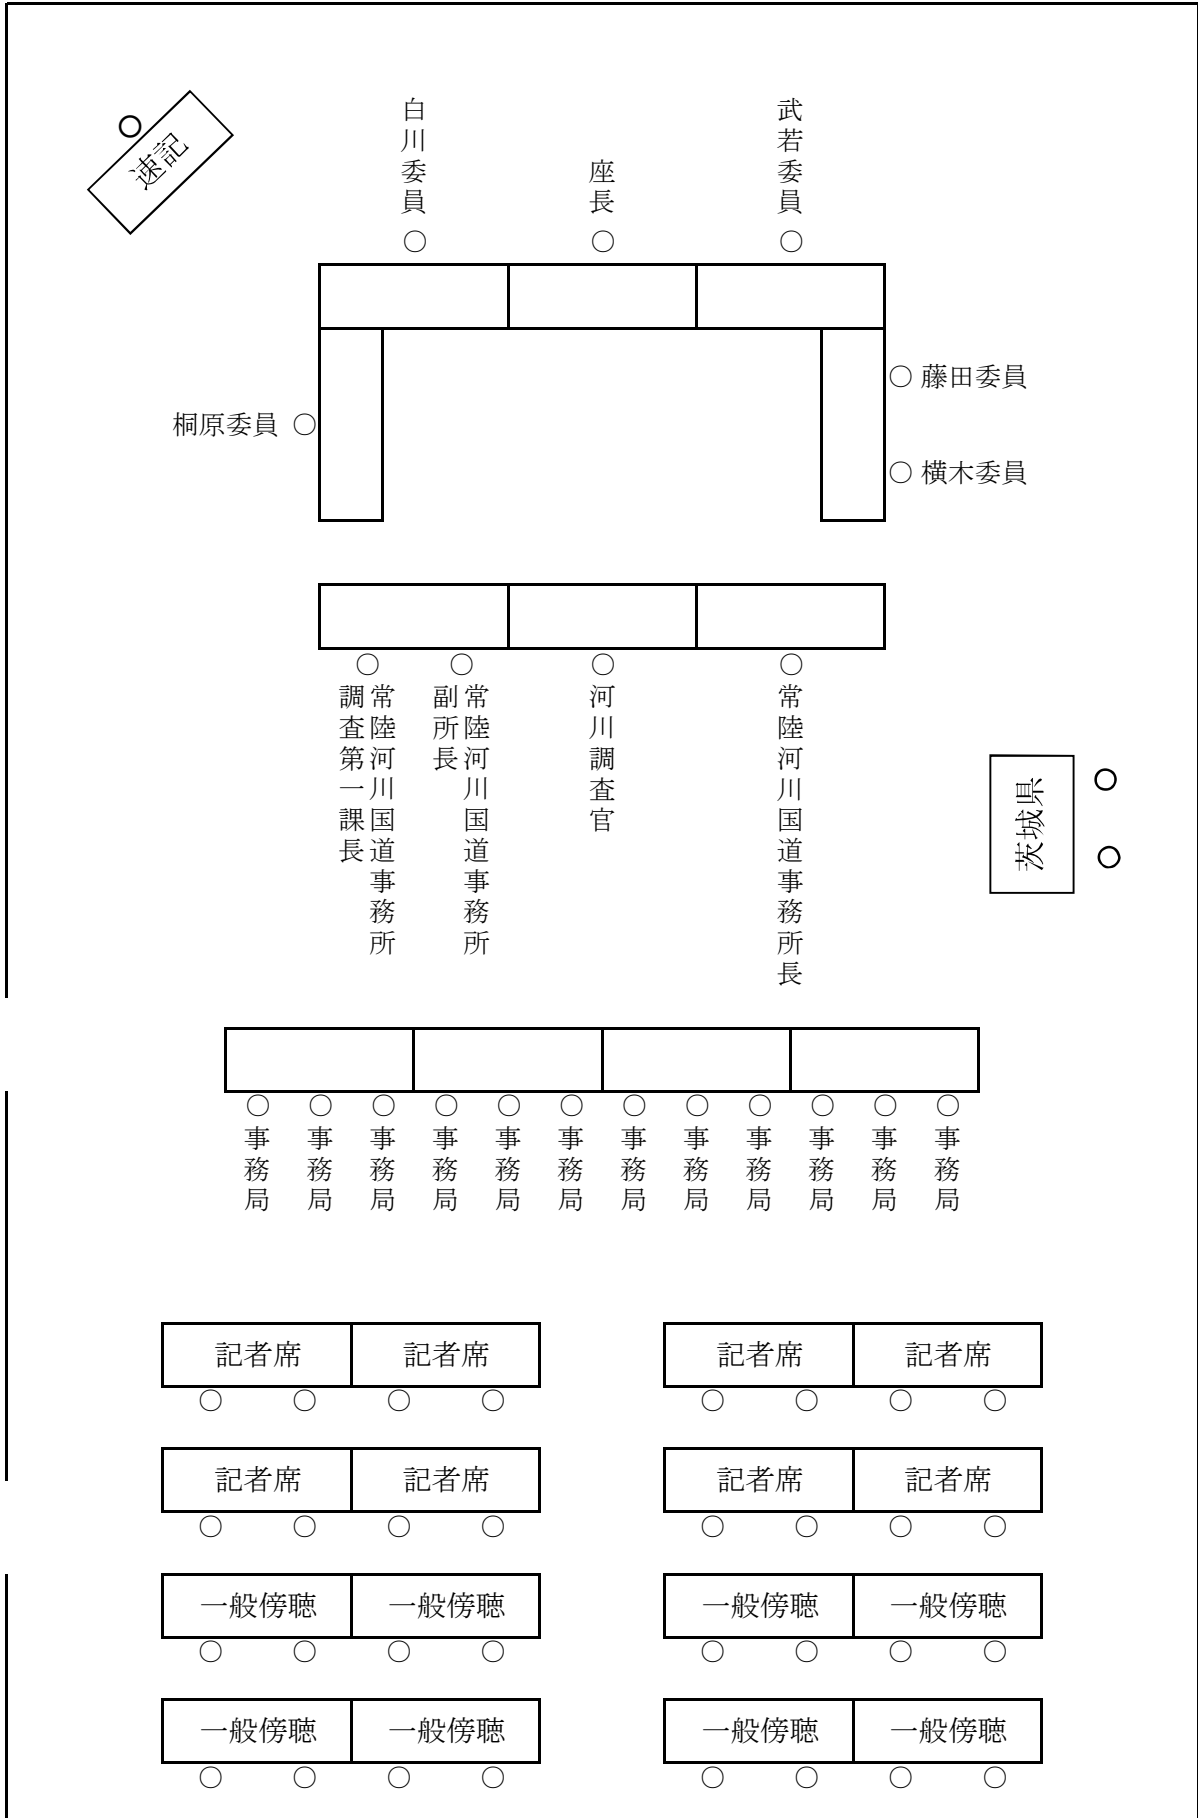 速記
白川委員
座長
武若委員
藤田委員
桐原委員
横木委員
調査第一課長
常陸河川国道事務所
副所長
常陸河川国道事務所
河川調査官
常陸河川国道事務所長
茨城県
事務局
事務局
事務局
事務局
事務局
事務局
事務局
事務局
事務局
事務局
事務局
事務局
記者席 記者席 記者席 記者席
記者席 記者席 記者席 記者席
一般傍聴 一般傍聴 一般傍聴 一般傍聴
一般傍聴 一般傍聴 一般傍聴 一般傍聴